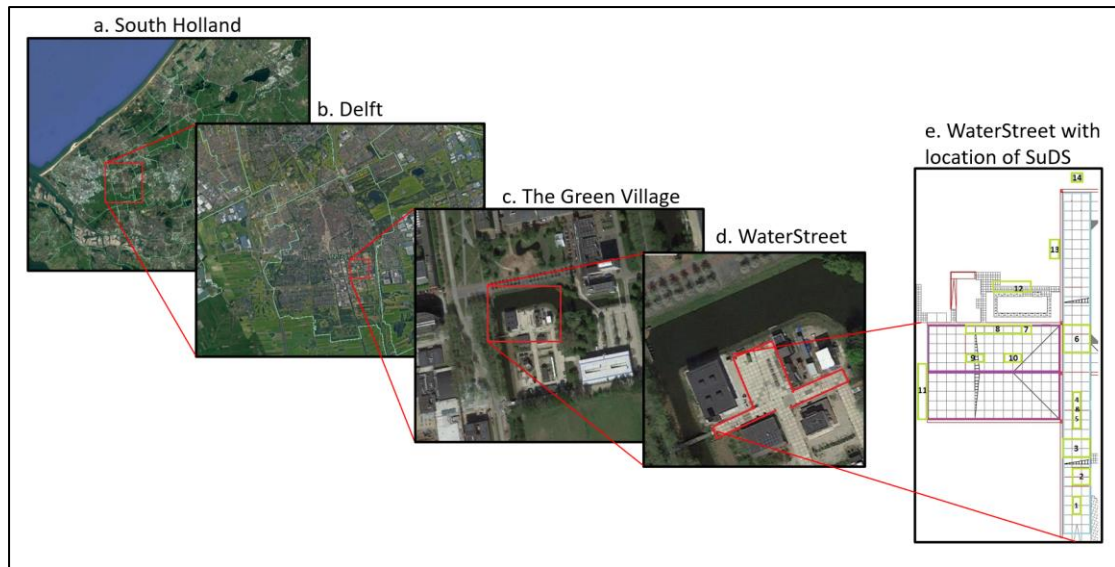 a. South Holland
b. Delft
c. The Green Village
d. WaterStreet
e. WaterStreet with
location of SuDS
14
13
12
8
7
6
9
10
11
4
&
5
3
2
1